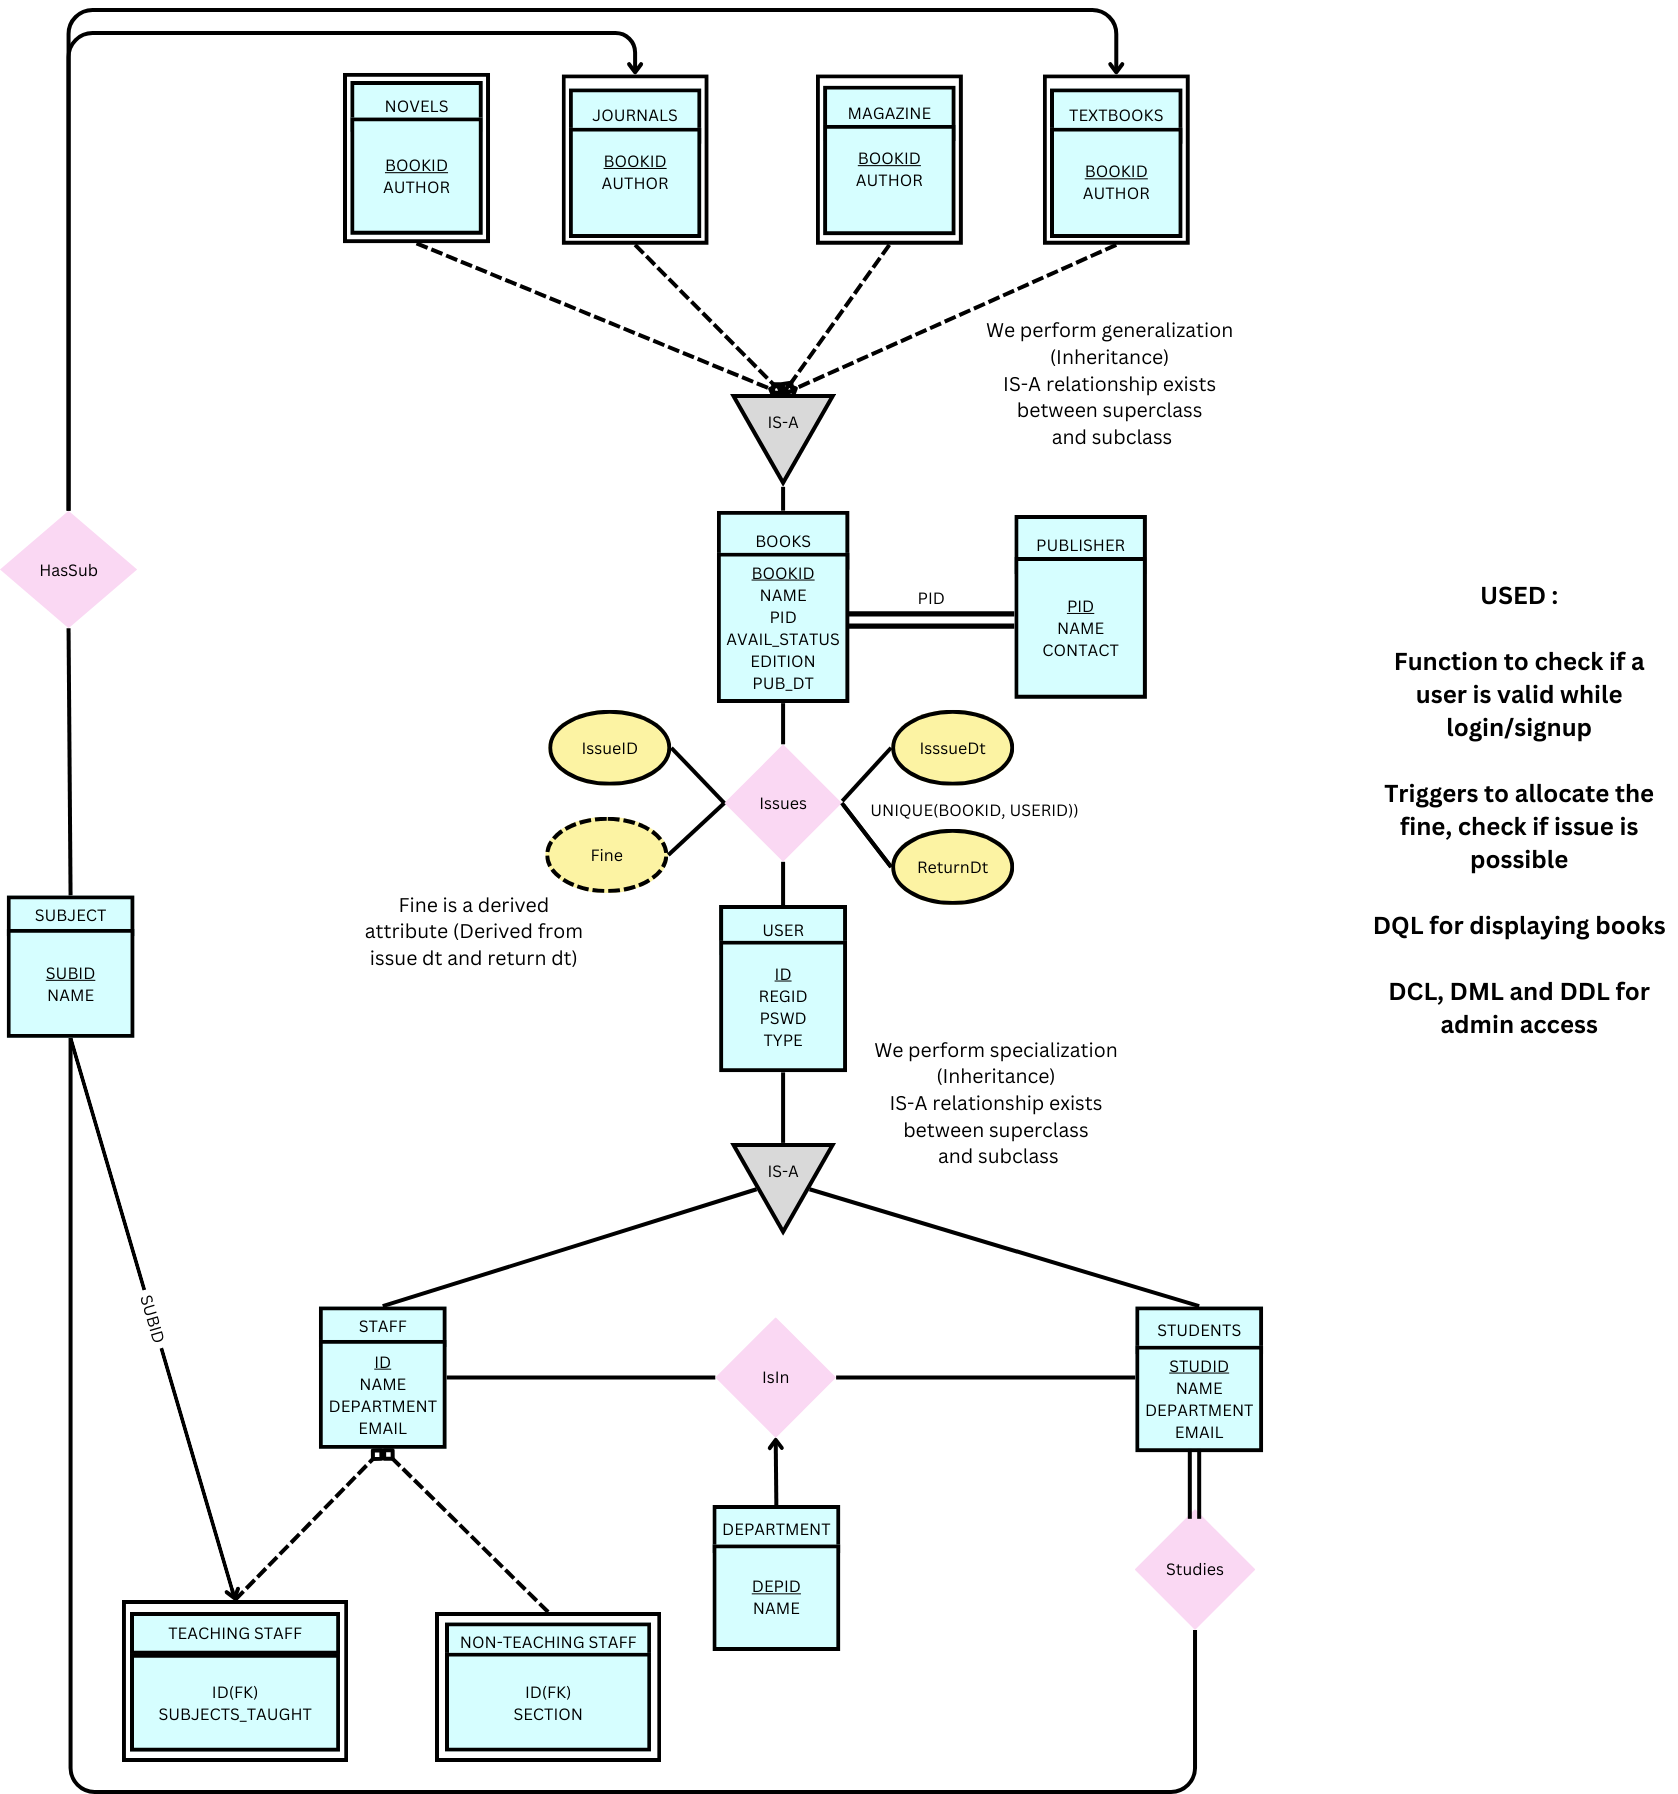 NOVELS
BOOKID
AUTHOR
JOURNALS
BOOKID
AUTHOR
MAGAZINE
BOOKID
AUTHOR
TEXTBOOKS
BOOKID
AUTHOR
We perform generalization
(Inheritance)
IS-A relationship exists
between superclass
and subclass
IS-A
HasSub
BOOKS
BOOKID
NAME
PID
AVAIL_STATUS
EDITION
PUB_DT
PID
PUBLISHER
PID
NAME
CONTACT
USED :
Function to check if a
user is valid while
login/signup
Triggers to allocate the
fine, check if issue is
possible
DQL for displaying books
DCL, DML and DDL for
admin access
IssueID
Issues
IsssueDt
UNIQUE(BOOKID, USERID))
Fine
ReturnDt
Fine is a derived
attribute (Derived from
issue dt and return dt)
SUBJECT
SUBID
NAME
USER
ID
REGID
PSWD
TYPE
We perform specialization
(Inheritance)
IS-A relationship exists
between superclass
and subclass
IS-A
SUBID
STAFF
ID
NAME
DEPARTMENT
EMAIL
IsIn
STUDENTS
STUDID
NAME
DEPARTMENT
EMAIL
DEPARTMENT
DEPID
NAME
Studies
TEACHING STAFF
ID(FK)
SUBJECTS_TAUGHT
NON-TEACHING STAFF
ID(FK)
SECTION